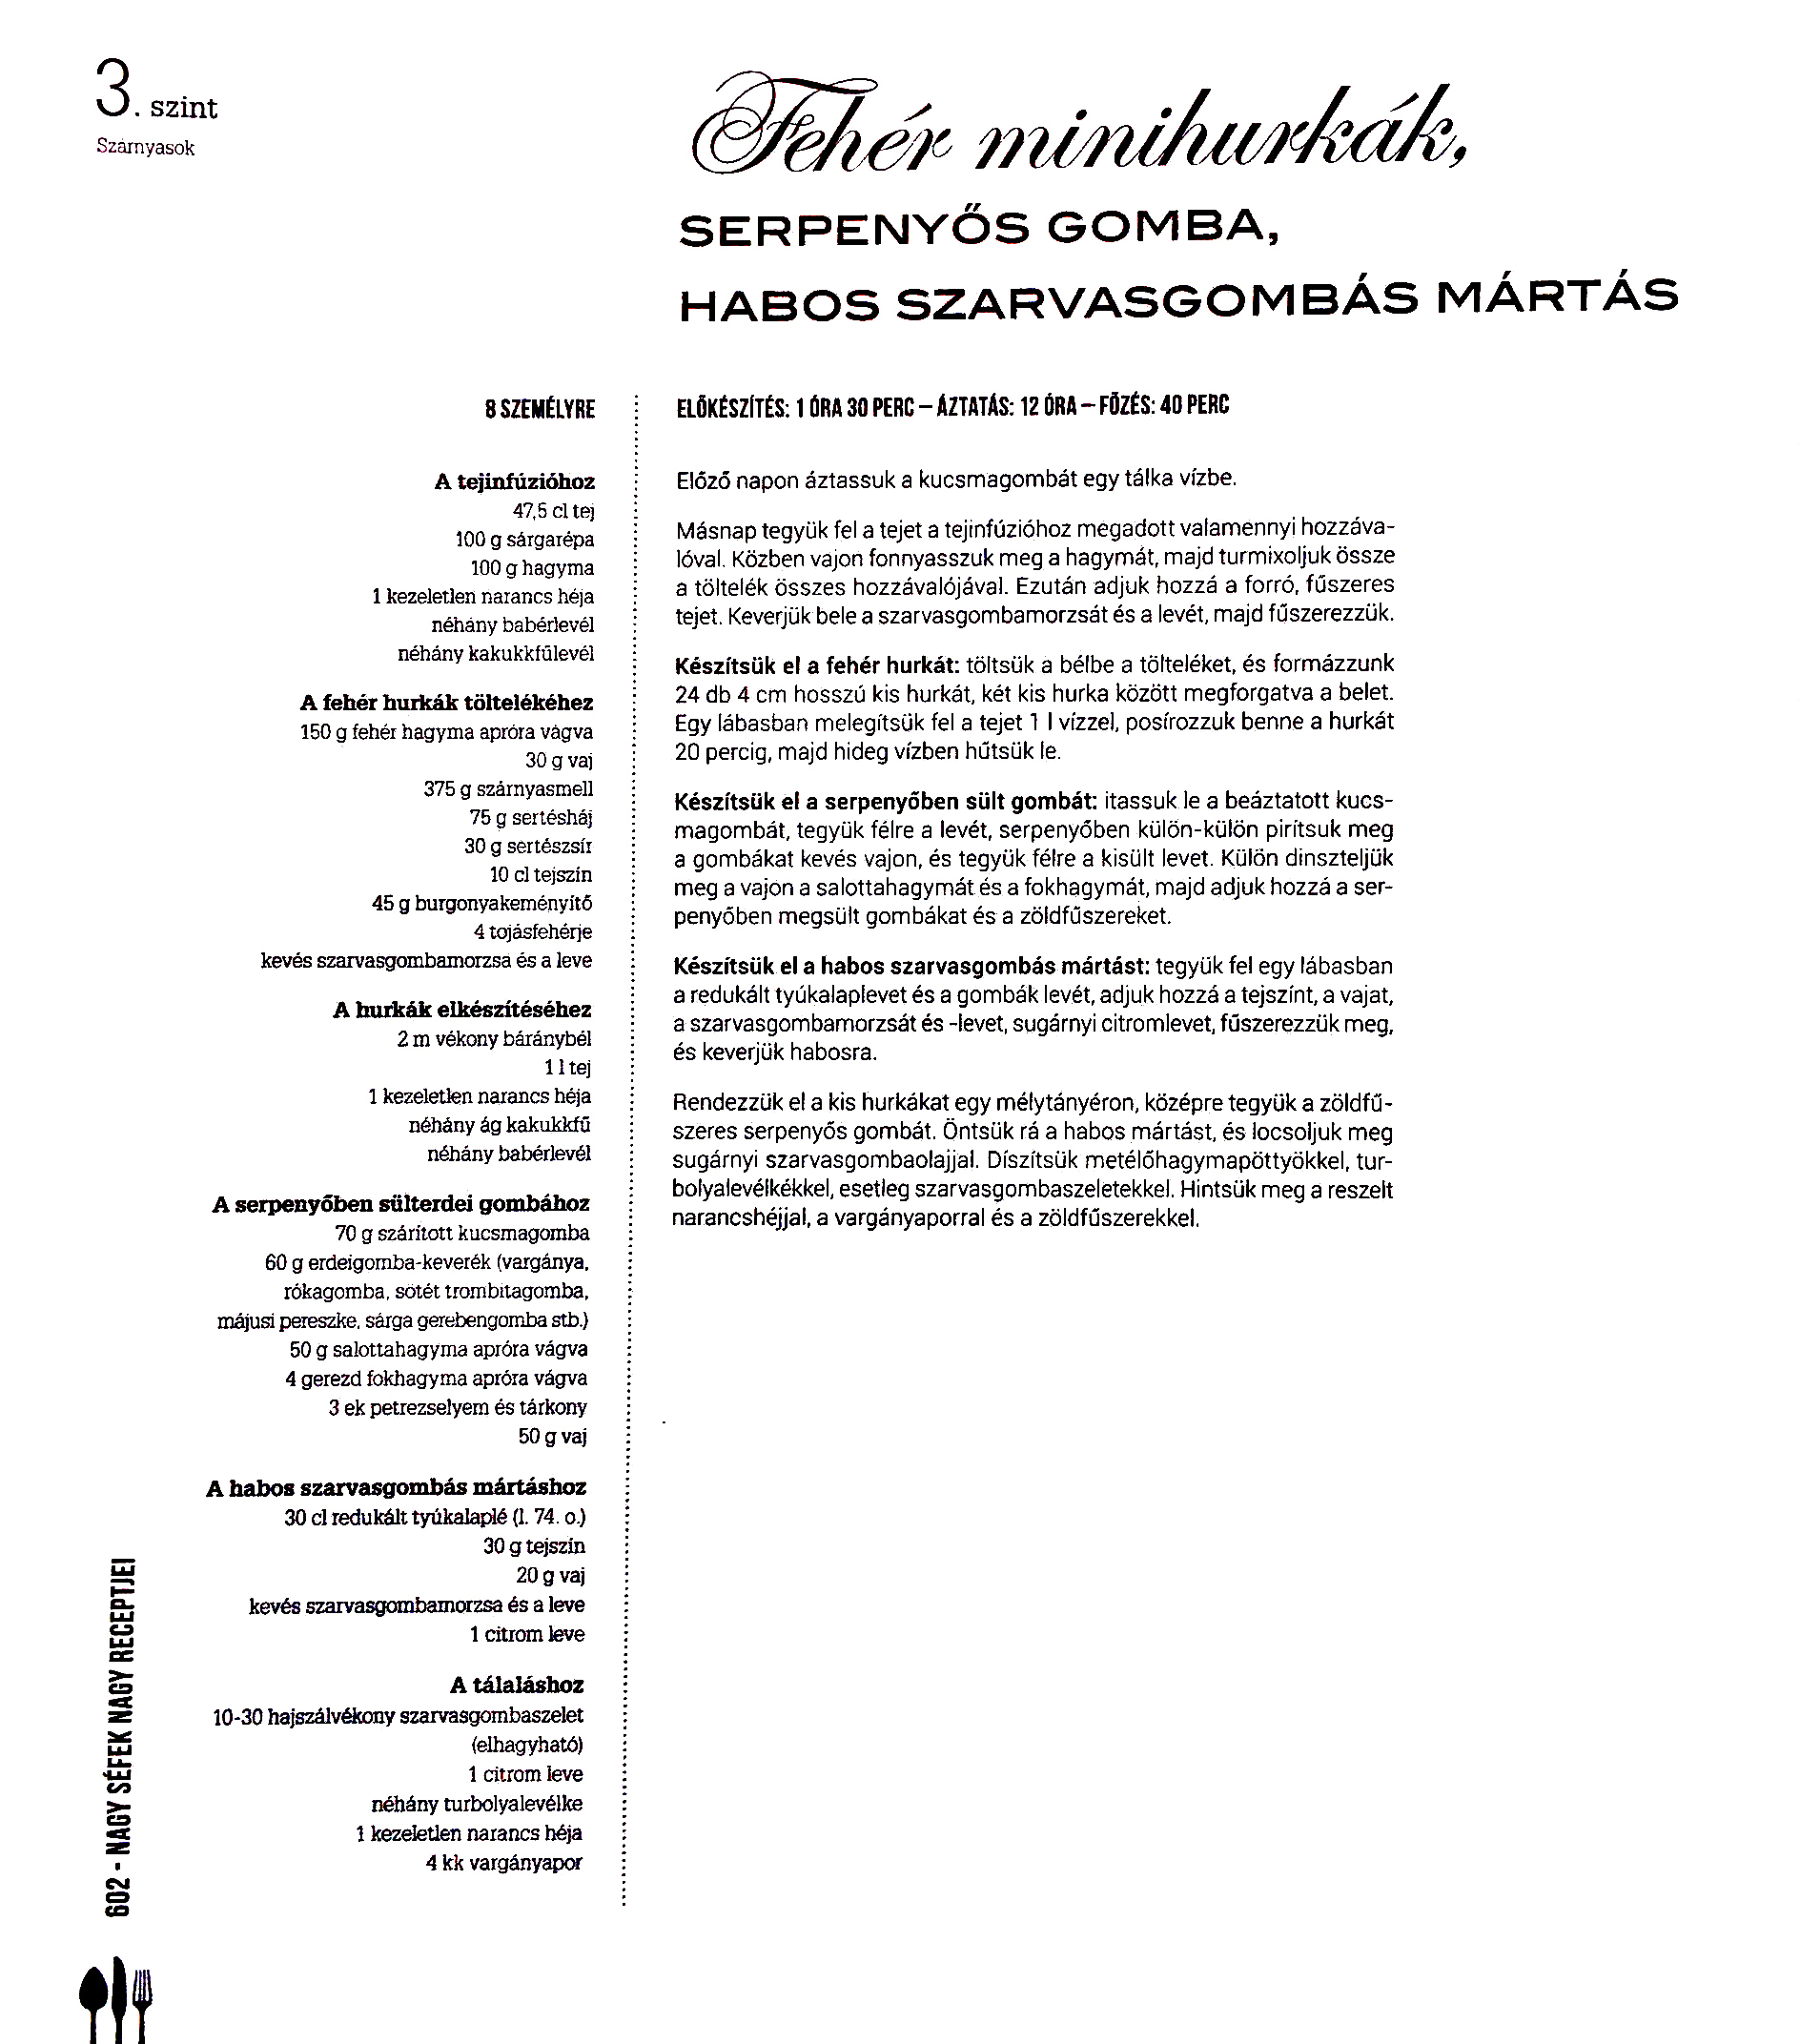 3. szint
Szárnyasok
Fehér minihurkák,
SERPENYŐS GOMBA,
HABOS SZARVASGOMBÁS MÁRTÁS
8 SZEMÉLYRE
A tejinfúzióhoz
47,5 cl tej
100 g sárgarépa
100 g hagyma
1 kezeletlen narancs héja
néhány babérlevél
néhány kakukkfűlevél
A fehér hurkák töltelékéhez
150 g fehér hagyma apróra vágva
30 g vaj
375 g szárnyasmell
75 g sertésháj
30 g sertészsír
10 cl tejszín
45 g burgonyakeményítő
4 tojásfehérje
kevés szarvasgombamorzsa és a leve
A hurkák elkészítéséhez
2 m vékony báránybél
1 l tej
1 kezeletlen narancs héja
néhány ág kakukkfű
néhány babérlevél
A serpenyőben sülterdei gombához
70 g szárított kucsmagomba
60 g erdeigomba-keverék (vargánya,
rókagomba, sötét trombitagomba,
májusi pereszke, sárga gerebengomba stb.)
50 g salottahagyma apróra vágva
4 gerezd fokhagyma apróra vágva
3 ek petrezselyem és tárkony
50 g vaj
A habos szarvasgombás mártáshoz
30 cl redukált tyúkalaplé (l. 74. o.)
30 g tejszín
20 g vaj
kevés szarvasgombamorzsa és a leve
1 citrom leve
A tálaláshoz
10-30 hajszálvékony szarvasgombaszelet
(elhagyható)
1 citrom leve
néhány turbolyalevélke
1 kezeletlen narancs héja
4 kk vargányapor
ELŐKÉSZÍTÉS: 1 ÓRA 30 PERC – ÁZTATÁS: 12 ÓRA – FŐZÉS: 40 PERC
Előző napon áztassuk a kucsmagombát egy tálka vízbe.
Másnap tegyük fel a tejet a tejinfúzióhoz megadott valamennyi hozzáva-
lóval. Közben vajon fonnyasszuk meg a hagymát, majd turmixoljuk össze
a töltelék összes hozzávalójával. Ezután adjuk hozzá a forró, fűszeres
tejet. Keverjük bele a szarvasgombamorzsát és a levét, majd fűszerezzük.
Készítsük el a fehér hurkát: töltsük a bélbe a tölteléket, és formázzunk
24 db 4 cm hosszú kis hurkát, két kis hurka között megforgatva a belet.
Egy lábasban melegítsük fel a tejet 1 l vízzel, posírozzuk benne a hurkát
20 percig, majd hideg vízben hűtsük le.
Készítsük el a serpenyőben sült gombát: itassuk le a beáztatott kucs-
magombát, tegyük félre a levét, serpenyőben külön-külön pirítsuk meg
a gombákat kevés vajon, és tegyük félre a kisült levet. Külön dinszteljük
meg a vajon a salottahagymát és a fokhagymát, majd adjuk hozzá a ser-
penyőben megsült gombákat és a zöldfűszereket.
Készítsük el a habos szarvasgombás mártást: tegyük fel egy lábasban
a redukált tyúkalaplevet és a gombák levét, adjuk hozzá a tejszínt, a vajat,
a szarvasgombamorzsát és -levet, sugárnyi citromlevet, fűszerezzük meg,
és keverjük habosra.
Rendezzük el a kis hurkákat egy mélytányéron, középre tegyük a zöldfű-
szeres serpenyős gombát. Öntsük rá a habos mártást, és locsoljuk meg
sugárnyi szarvasgombaolajjal. Díszítsük metélőhagymapöttyökkel, tur-
bolyalevélkékkel, esetleg szarvasgombaszeletekkel. Hintsük meg a reszelt
narancshéjjal, a vargányaporral és a zöldfűszerekkel.
602 - NAGY SÉFEK NAGY RECEPTJEI